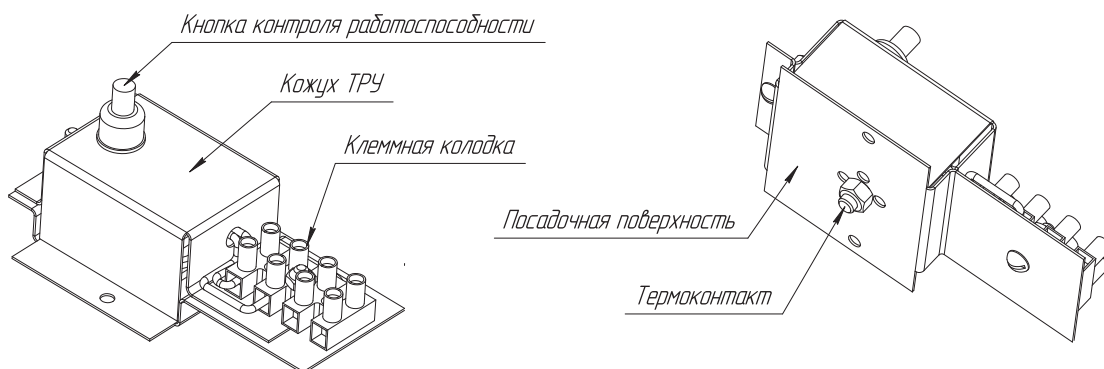 Кнопка контроля работоспособности
Кожух ТРУ
Клеммная колодка
Посадочная поверхность
Термоконтакт